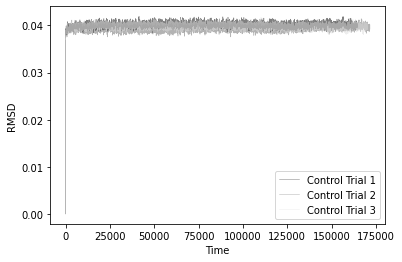 0.04
0.03
0.02
0.01
0.00
RMSD
Control Trial 1
Control Trial 2
Control Trial 3
0 25000 50000 75000 100000 125000 150000 175000
Time